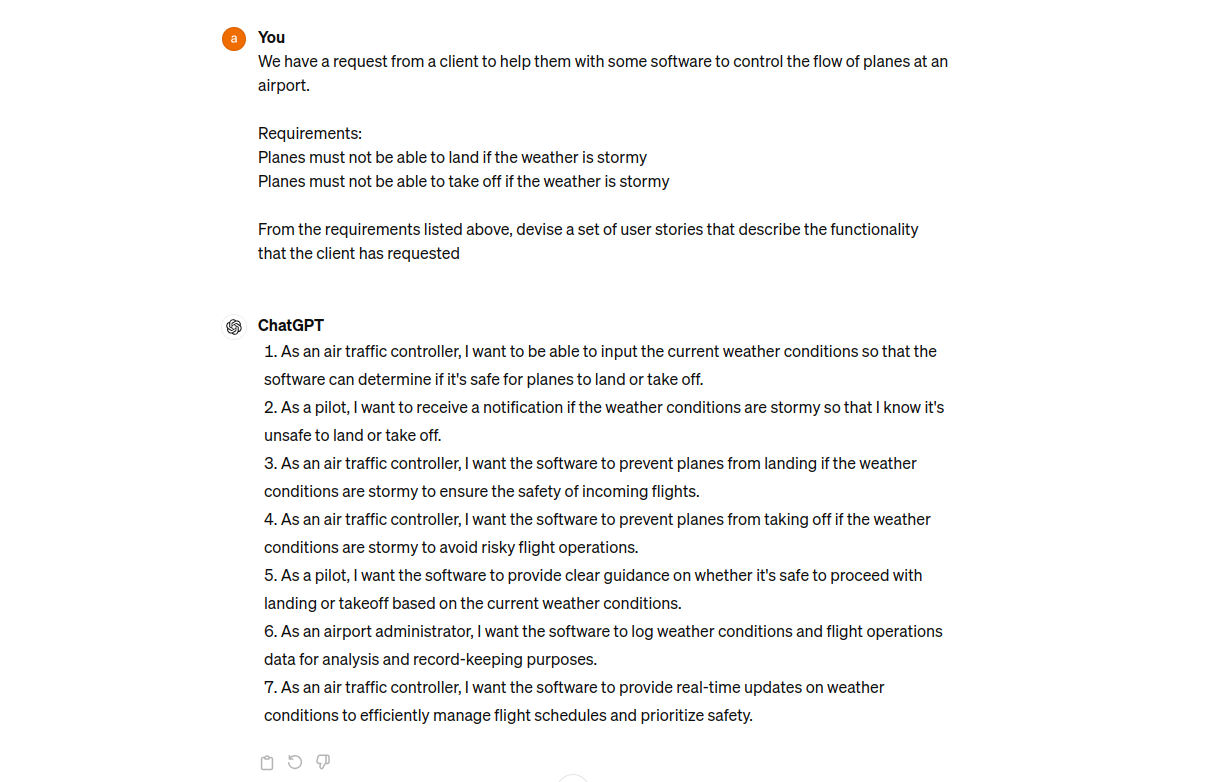 a
You
We have a request from a client to help them with some software to control the flow of planes at an
airport.
Requirements:
Planes must not be able to land if the weather is stormy
Planes must not be able to take off if the weather is stormy
From the requirements listed above, devise a set of user stories that describe the functionality
that the client has requested
ChatGPT
1. As an air traffic controller, I want to be able to input the current weather conditions so that the
software can determine if it's safe for planes to land or take off.
2. As a pilot, I want to receive a notification if the weather conditions are stormy so that I know it's
unsafe to land or take off.
3. As an air traffic controller, I want the software to prevent planes from landing if the weather
conditions are stormy to ensure the safety of incoming flights.
4. As an air traffic controller, I want the software to prevent planes from taking off if the weather
conditions are stormy to avoid risky flight operations.
5. As a pilot, I want the software to provide clear guidance on whether it's safe to proceed with
landing or takeoff based on the current weather conditions.
6. As an airport administrator, I want the software to log weather conditions and flight operations
data for analysis and record-keeping purposes.
7. As an air traffic controller, I want the software to provide real-time updates on weather
conditions to efficiently manage flight schedules and prioritize safety.